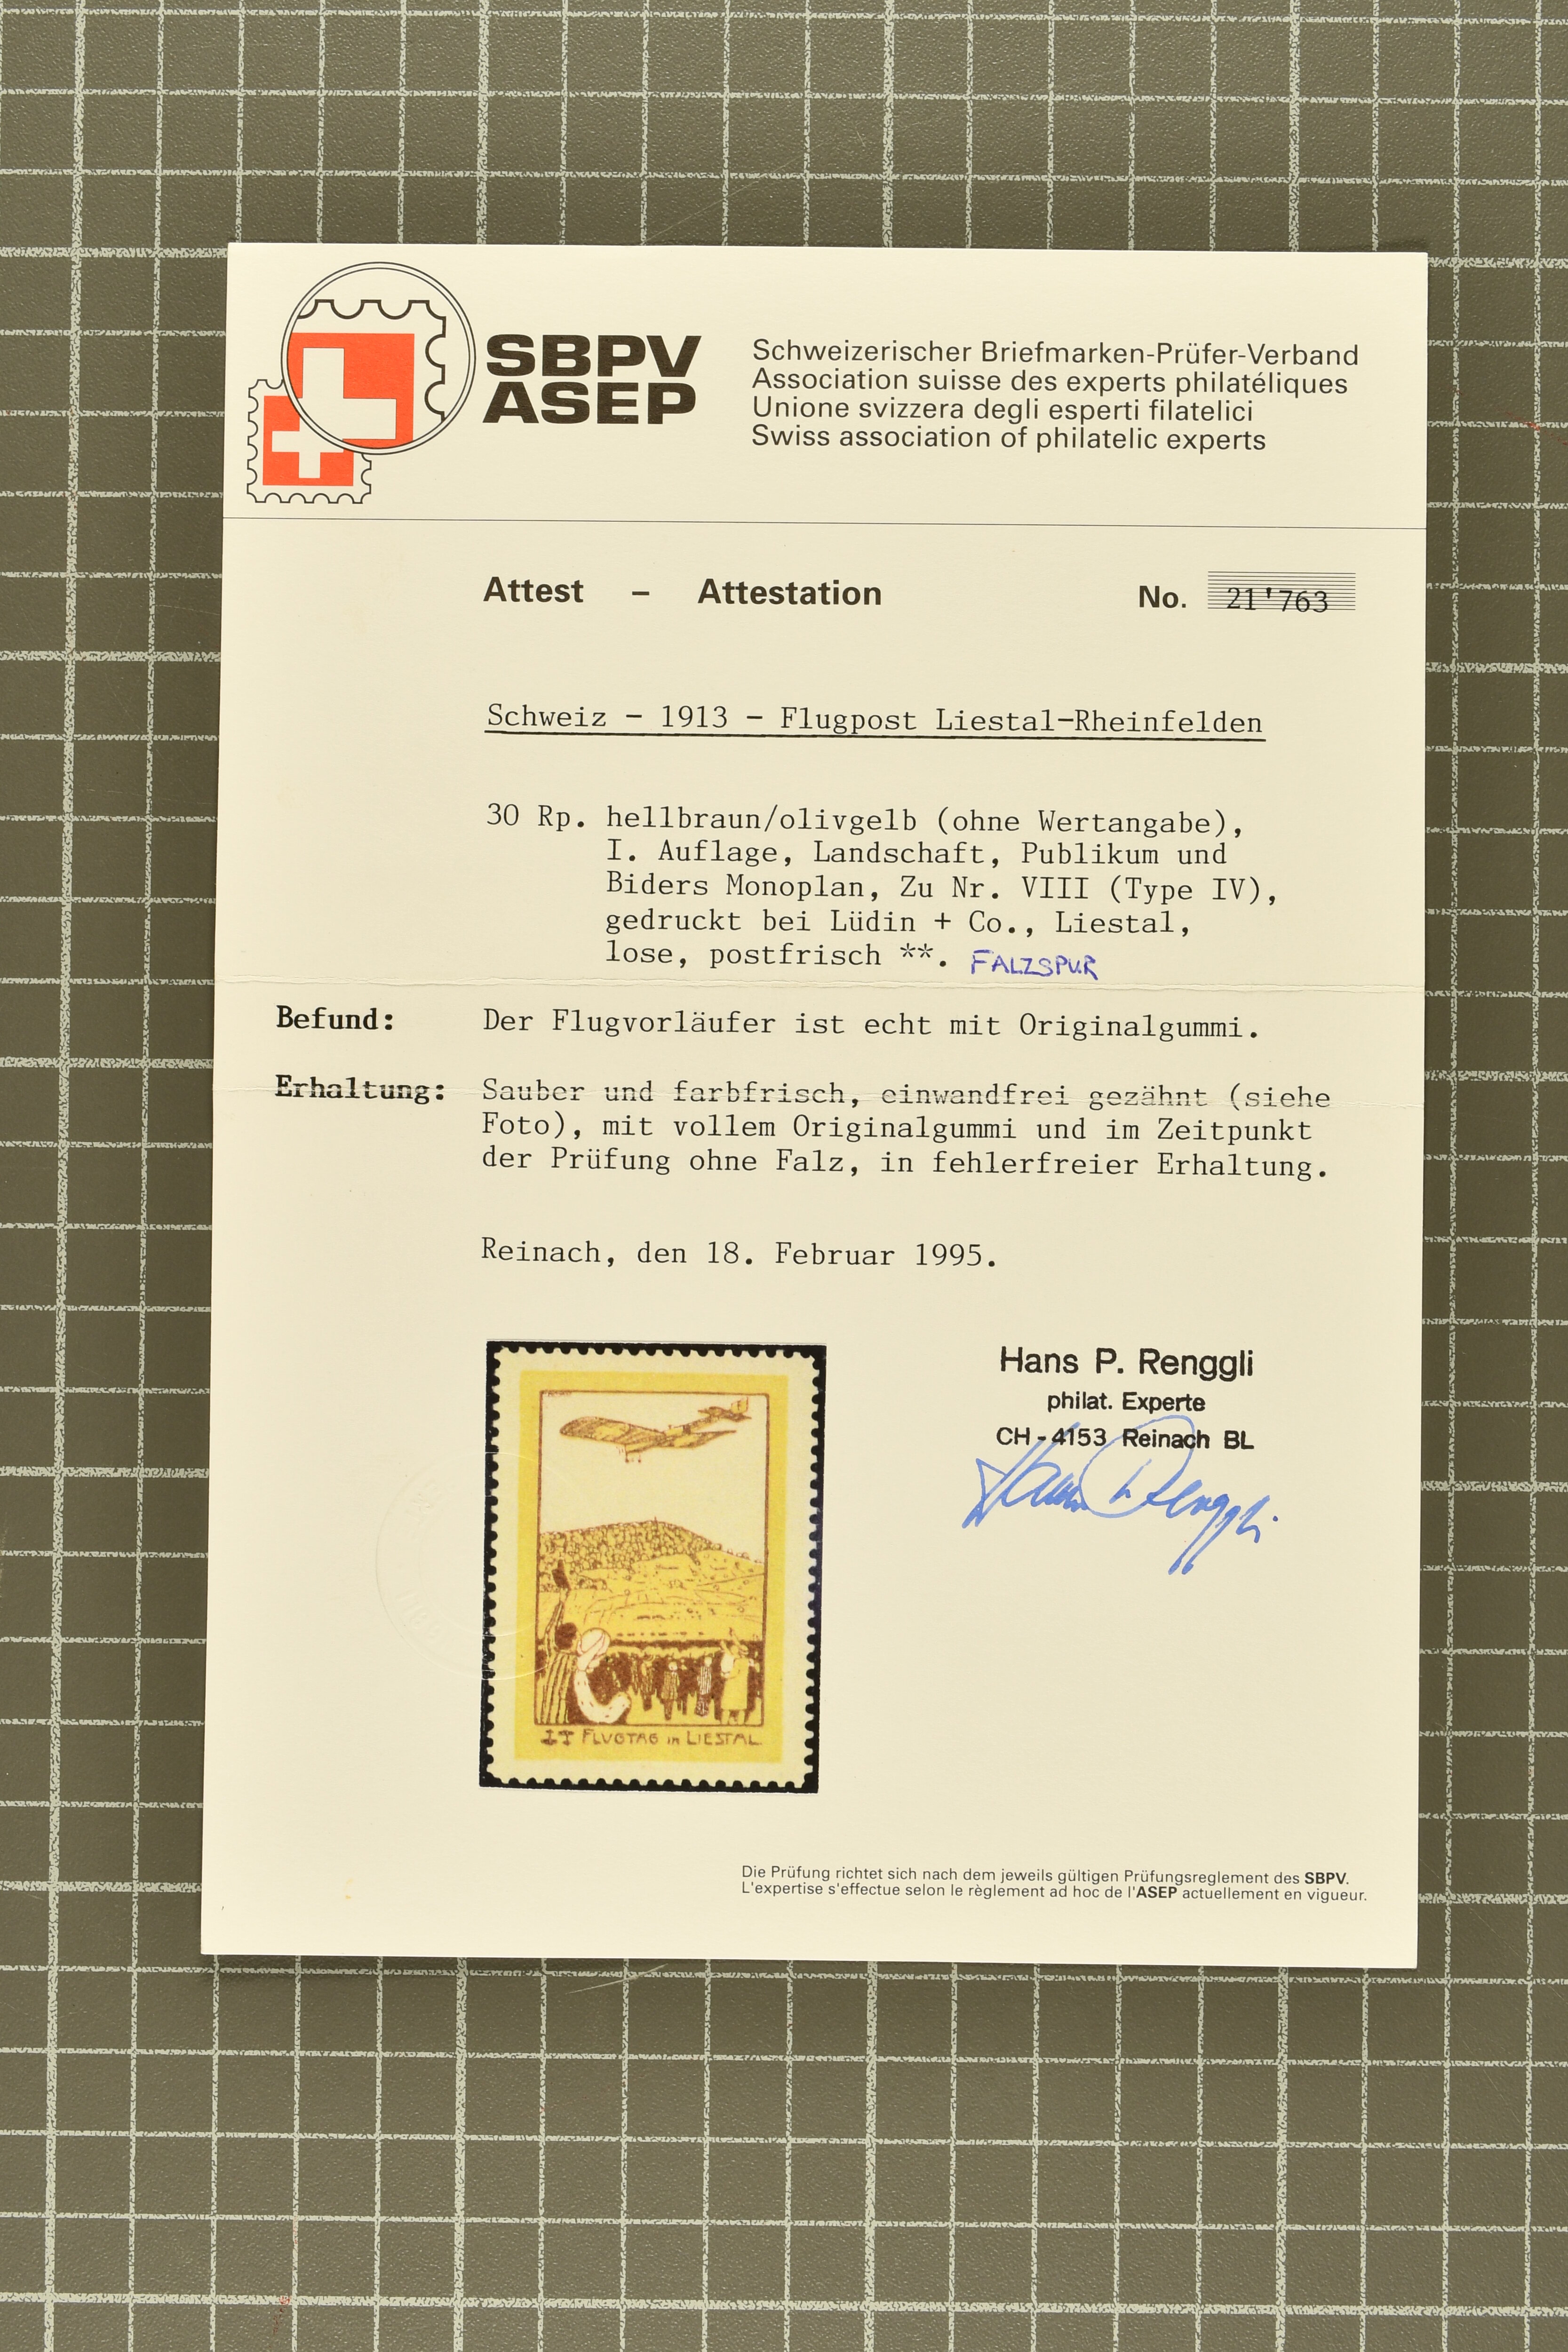 SBPV
ASEP
Schweizerischer Briefmarken-Prüfer-Verband
Association suisse des experts philatéliques
Unione svizzera degli esperti filatelici
Swiss association of philatelic experts
Attest – Attestation No. 21'763
Schweiz - 1913 - Flugpost Liestal-Rheinfelden
30 Rp. hellbraun/olivgelb (ohne Wertangabe),
I. Auflage, Landschaft, Publikum und
Biders Monoplan, Zu Nr. VIII (Type IV),
gedruckt bei Lüdin + Co., Liestal,
lose, postfrisch **. FALZSPUR
Befund: Der Flugvorläufer ist echt mit Originalgummi.
Erhaltung: Sauber und farbfrisch, einwandfrei gezähnt (siehe
Foto), mit vollem Originalgummi und im Zeitpunkt
der Prüfung ohne Falz, in fehlerfreier Erhaltung.
Reinach, den 18. Februar 1995.
Hans P. Renggli
philat. Experte
CH-4153 Reinach BL
Hans P. Renggli
FLUGTAG in LIESTAL
Die Prüfung richtet sich nach dem jeweils gültigen Prüfungsreglement des SBPV.
L'expertise s'effectue selon le règlement ad hoc de l'ASEP actuellement en vigueur.